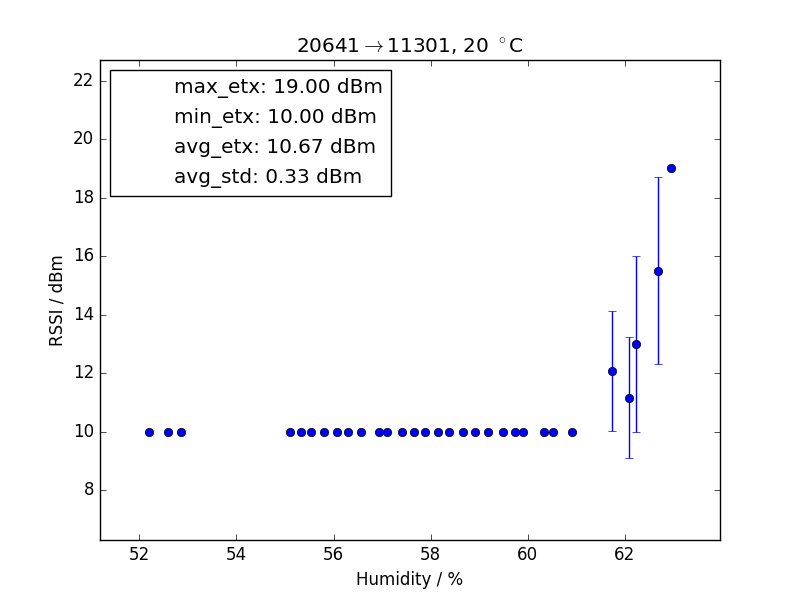 20641→11301, 20 °C
max_etx: 19.00 dBm
min_etx: 10.00 dBm
avg_etx: 10.67 dBm
avg_std: 0.33 dBm
RSSI / dBm
22
20
18
16
14
12
10
8
52 54 56 58 60 62
Humidity / %